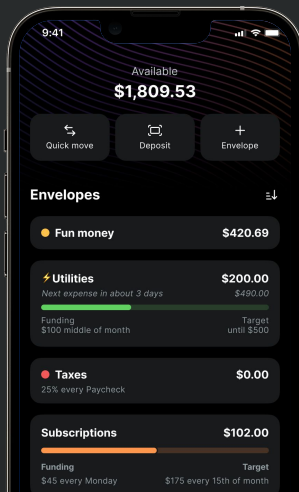 9:41
Available
$1,809.53
Quick move Deposit Envelope
Envelopes
Fun money $420.69
Utilities $200.00
Next expense in about 3 days $490.00
Funding Target
$100 middle of month until $500
Taxes $0.00
25% every Paycheck
Subscriptions $102.00
Funding Target
$45 every Monday $175 every 15th of month